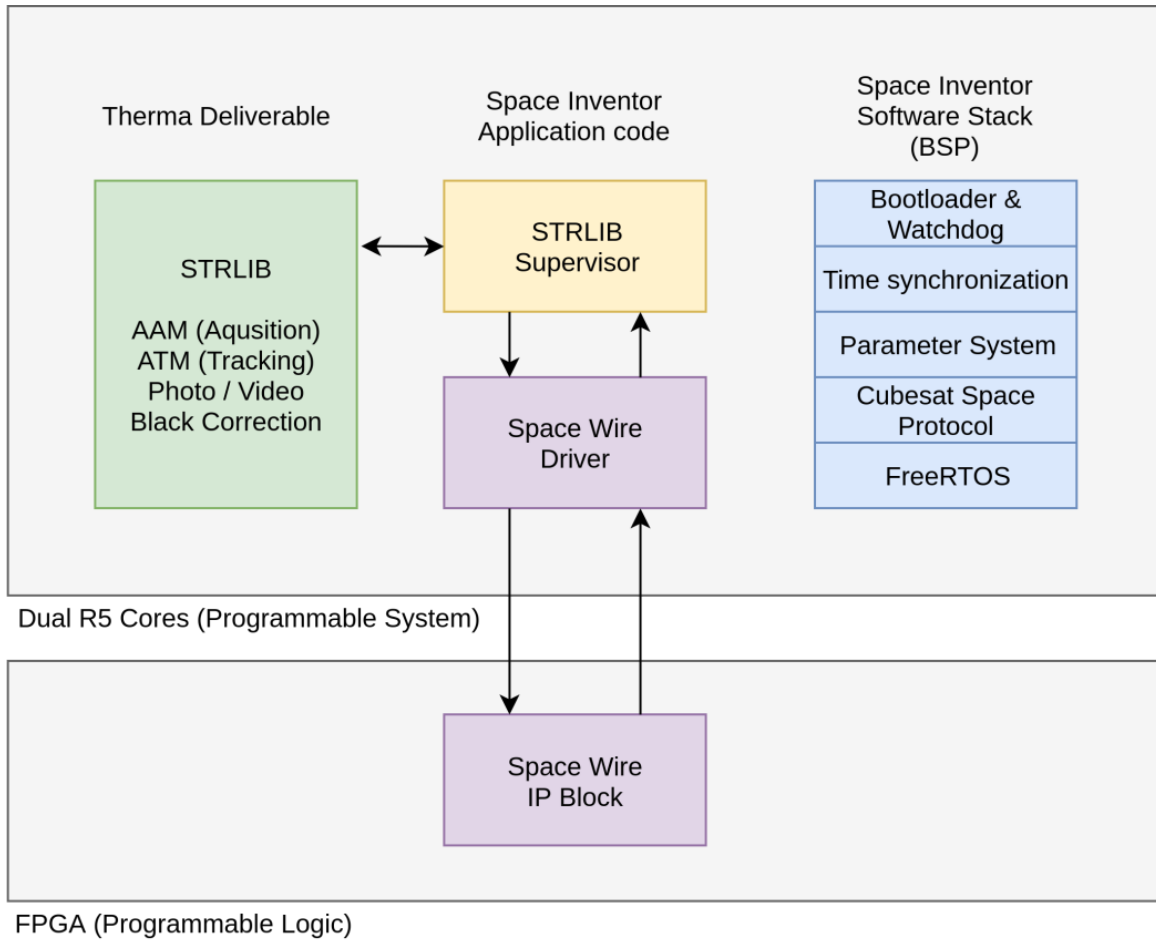 Therma Deliverable
Space Inventor
Application code
Space Inventor
Software Stack
(BSP)
STRLIB
AAM (Aqusition)
ATM (Tracking)
Photo / Video
Black Correction
STRLIB
Supervisor
Space Wire
Driver
Bootloader &
Watchdog
Time synchronization
Parameter System
Cubesat Space
Protocol
FreeRTOS
Dual R5 Cores (Programmable System)
Space Wire
IP Block
FPGA (Programmable Logic)